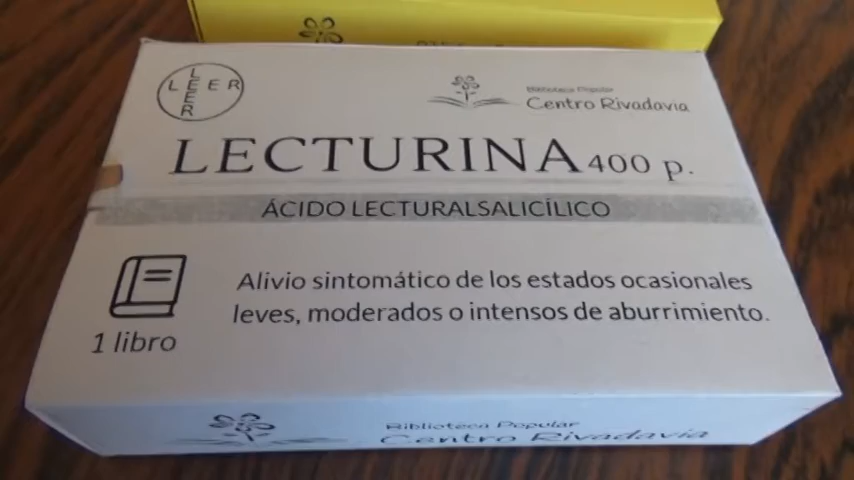 LEER
LEER
Biblioteca Popular
Centro Rivadavia
LECTURINA 400 p.
ÁCIDO LECTURALSALICÍLICO
Alivio sintomático de los estados ocasionales
leves, moderados o intensos de aburrimiento.
1 libro
Biblioteca Popular
Centro Rivadavia